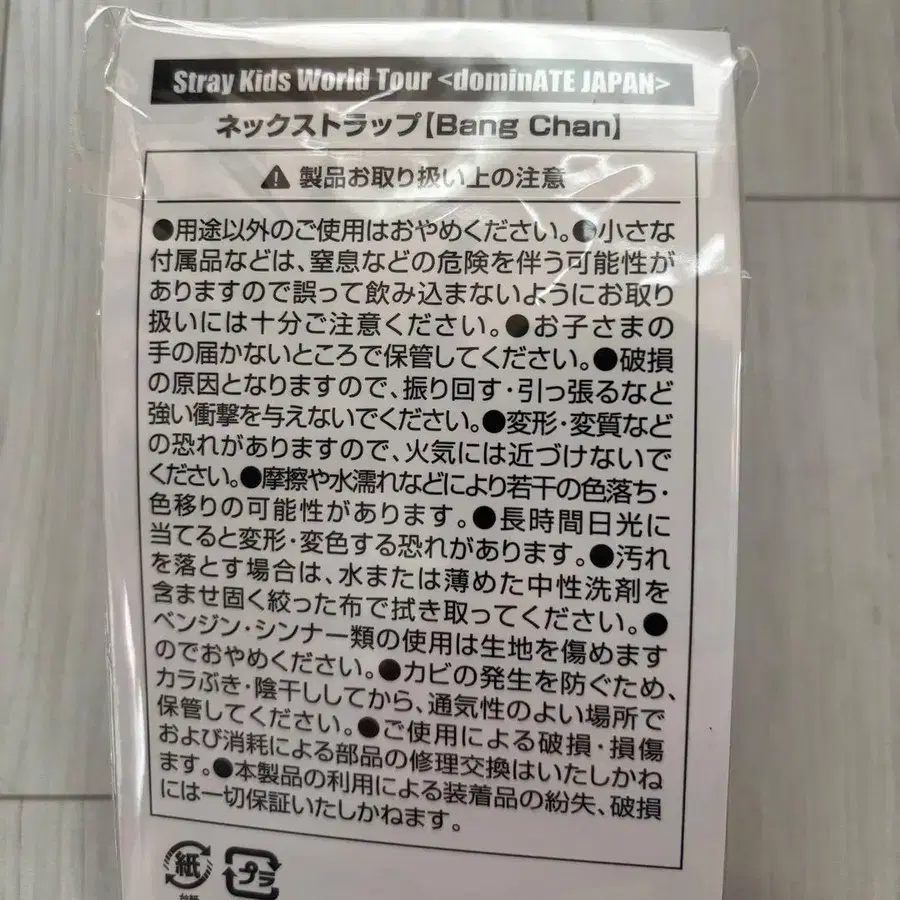 Stray Kids World Tour <dominATE JAPAN>
ネックストラップ【Bang Chan】
製品お取り扱い上の注意
●用途以外のご使用はおやめください。●小さな
付属品などは、窒息などの危険を伴う可能性が
ありますので誤って飲み込まないようにお取り
扱いには十分ご注意ください。●お子さまの
手の届かないところで保管してください。●破損
の原因となりますので、振り回す・引っ張るなど
強い衝撃を与えないでください。●変形・変質など
の恐れがありますので、火気には近づけないで
ください。●摩擦や水濡れなどにより若干の色落ち・
色移りの可能性があります。●長時間日光に
当てると変形・変色する恐れがあります。●汚れ
を落とす場合は、水または薄めた中性洗剤を
含ませ固く絞った布で拭き取ってください。●
ベンジン・シンナー類の使用は生地を傷めます
のでおやめください。●カビの発生を防ぐため、
カラぶき・陰干ししてから、通気性のよい場所で
保管してください。●ご使用による破損・損傷
および消耗による部品の修理交換はいたしかね
ます。●本製品の利用による装着品の紛失、破損
には一切保証いたしかねます。
紙
プラ